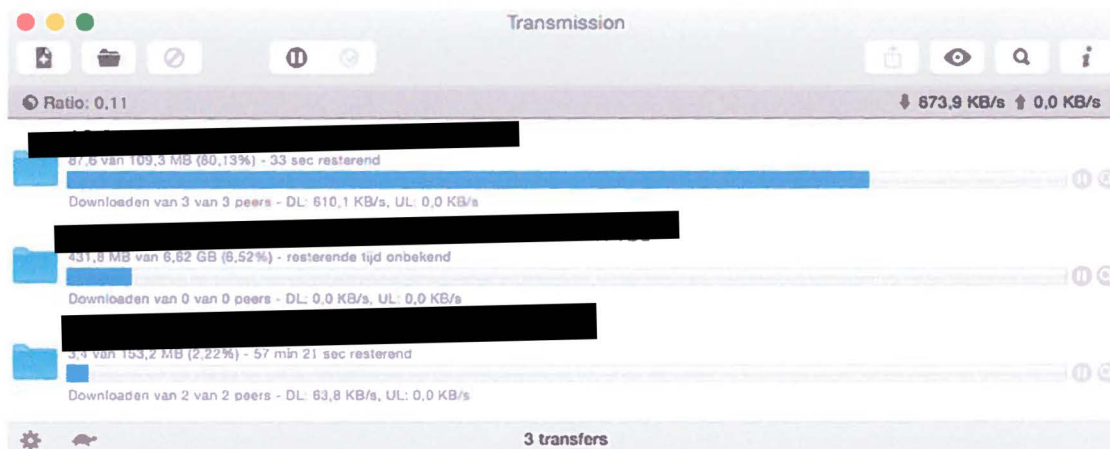 Transmission
Ratio: 0,11
873,9 KB/s 0,0 KB/s
87,6 van 109,3 MB (80,13%) - 33 sec resterend
Downloaden van 3 van 3 peers - DL: 610,1 KB/s, UL: 0,0 KB/s
431,8 MB van 6,62 GB (6,52%) - resterende tijd onbekend
Downloaden van 0 van 0 peers - DL: 0,0 KB/s, UL: 0,0 KB/s
3,4 van 153,2 MB (2,22%) - 57 min 21 sec resterend
Downloaden van 2 van 2 peers - DL: 63,8 KB/s, UL: 0,0 KB/s
3 transfers